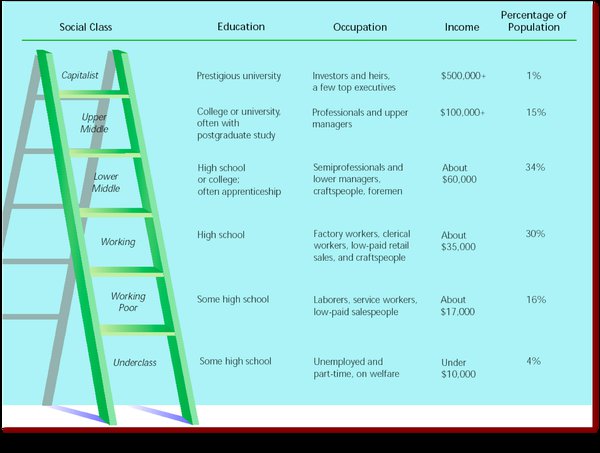 Social Class Education Occupation Income Percentage of
Population
Capitalist Prestigious university Investors and heirs, $500,000+ 1%
a few top executives
Upper College or university, Professionals and upper $100,000+ 15%
Middle often with managers
postgraduate study
Lower High school Semiprofessionals and About 34%
Middle or college; lower managers, $60,000
often apprenticeship craftspeople, foremen
Working High school Factory workers, clerical About 30%
workers, low-paid retail $35,000
sales, and craftspeople
Working Some high school Laborers, service workers, About 16%
Poor low-paid salespeople $17,000
Underclass Some high school Unemployed and Under 4%
part-time, on welfare $10,000